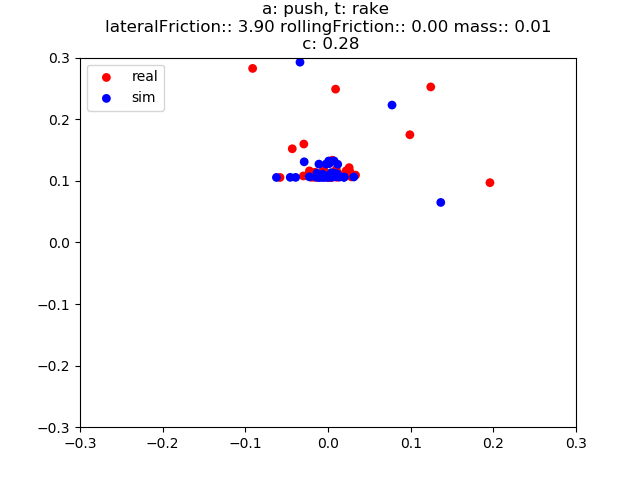 a: push, t: rake
lateralFriction:: 3.90 rollingFriction:: 0.00 mass:: 0.01
c: 0.28
0.3
0.2
0.1
0.0
−0.1
−0.2
−0.3
real
sim
−0.3
−0.2
−0.1
0.0
0.1
0.2
0.3